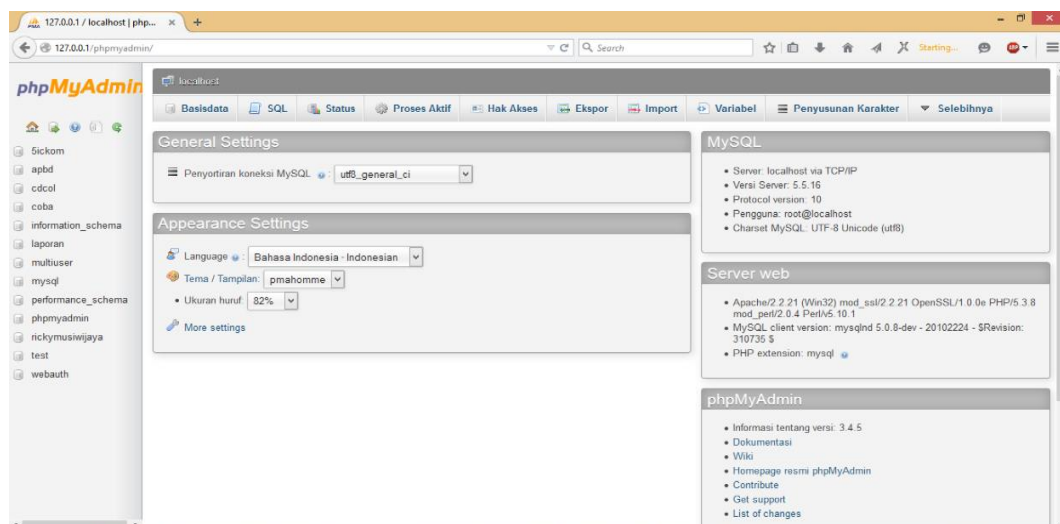 127.0.0.1 / localhost | php...
127.0.0.1/phpmyadmin/
Search
Starting...
ABP
phpMyAdmin
localhost
Basisdata
SQL
Status
Proses Aktif
Hak Akses
Ekspor
Import
Variabel
Penyusunan Karakter
Selebihnya
5ickom
apbd
cdcol
coba
information_schema
laporan
multiuser
mysql
performance_schema
phpmyadmin
rickymusiwijaya
test
webauth
General Settings
Penyortiran koneksi MySQL : utf8_general_ci
Appearance Settings
Language : Bahasa Indonesia - Indonesian
Tema / Tampilan: pmahomme
Ukuran huruf: 82%
More settings
MySQL
Server: localhost via TCP/IP
Versi Server: 5.5.16
Protocol version: 10
Pengguna: root@localhost
Charset MySQL: UTF-8 Unicode (utf8)
Server web
Apache/2.2.21 (Win32) mod_ssl/2.2.21 OpenSSL/1.0.0e PHP/5.3.8
mod_perl/2.0.4 Perl/v5.10.1
MySQL client version: mysqlnd 5.0.8-dev - 20102224 - $Revision:
310735 $
PHP extension: mysql
phpMyAdmin
Informasi tentang versi: 3.4.5
Dokumentasi
Wiki
Homepage resmi phpMyAdmin
Contribute
Get support
List of changes